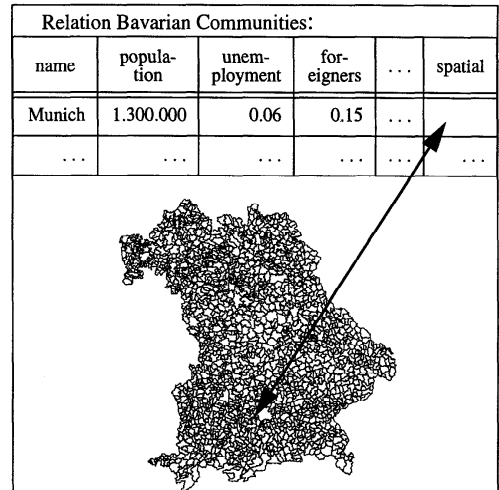 Relation Bavarian Communities:
name popula- unem- for- ... spatial
tion ployment eigners
Munich 1.300.000 0.06 0.15 ...
... ... ... ... ... ...